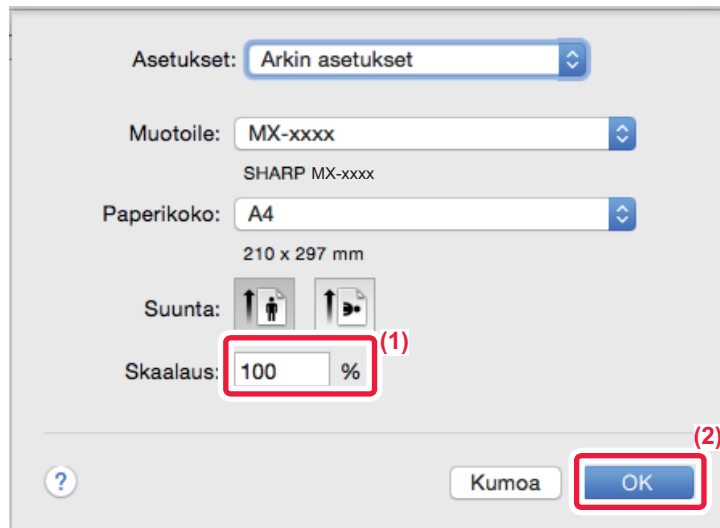 Asetukset: Arkin asetukset
Muotoile: MX-xxxx
SHARP MX-xxxx
Paperikoko: A4
210 x 297 mm
Suunta:
(1)
Skaalaus: 100 %
(2)
? Kumoa OK